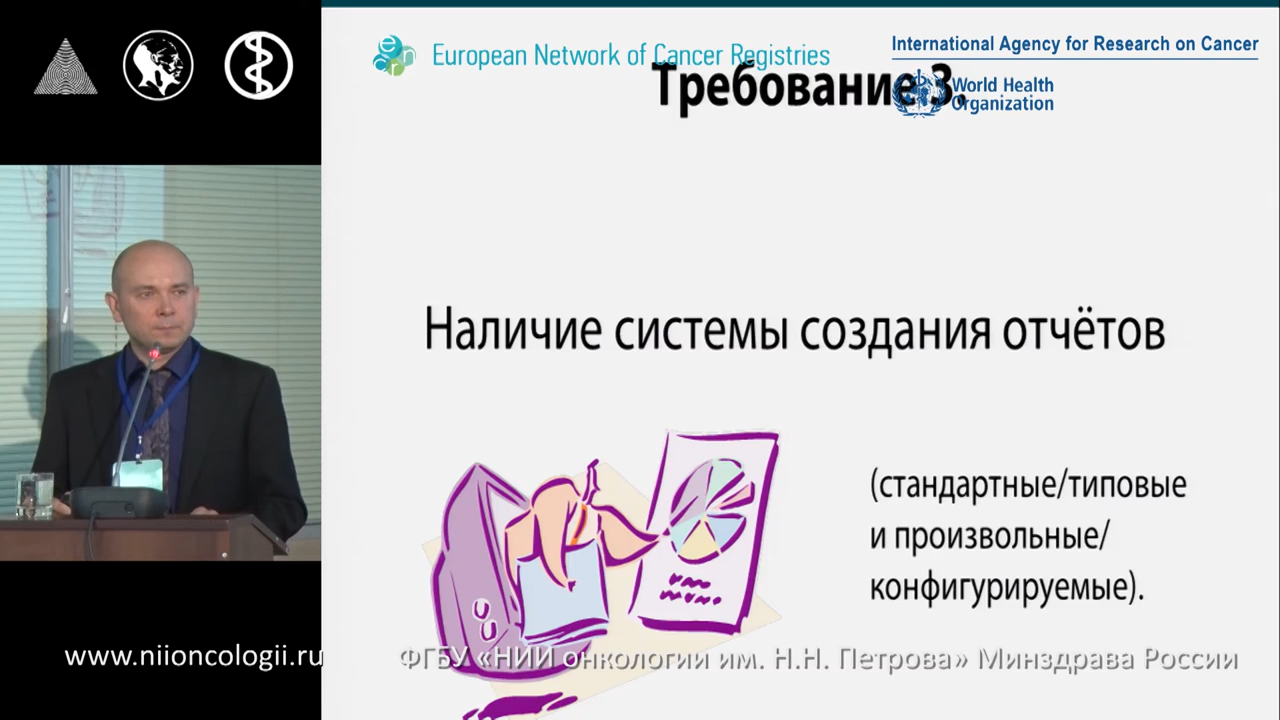 European Network of Cancer Registries
International Agency for Research on Cancer
Требование 3.
World Health
Organization
Наличие системы создания отчётов
(стандартные/типовые
и произвольные/
конфигурируемые).
www.niioncologii.ru
ФГБУ «НИИ онкологии им. Н.Н. Петрова» Минздрава России